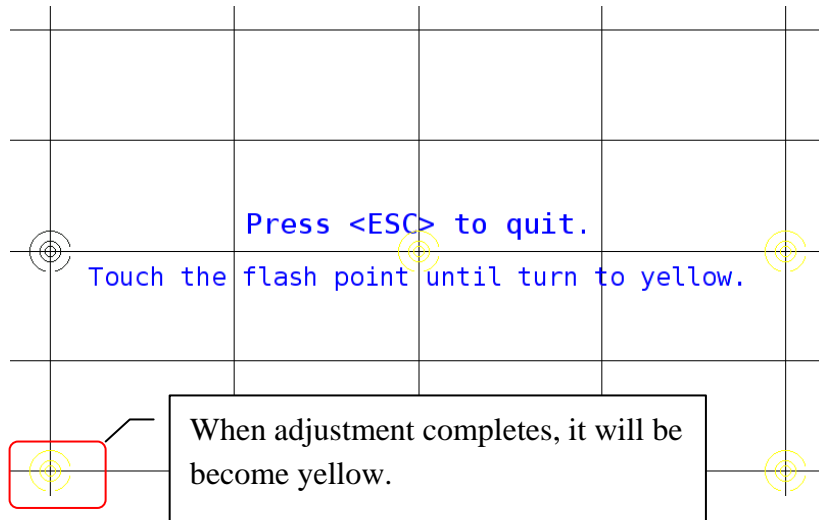 Press <ESC> to quit.
Touch the flash point until turn to yellow.
When adjustment completes, it will be
become yellow.